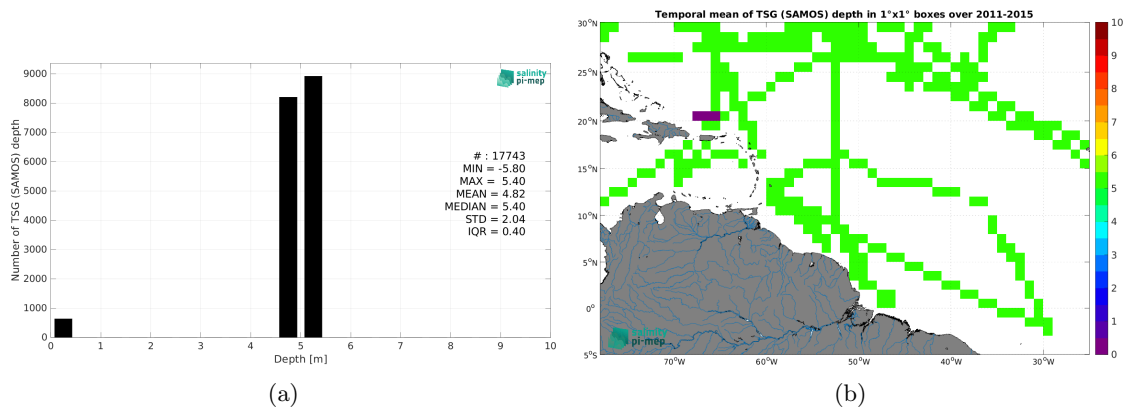 9000
8000
7000
6000
5000
4000
3000
2000
1000
0
Number of TSG (SAMOS) depth
salinity
pi-mep
# : 17743
MIN = -5.80
MAX = 5.40
MEAN = 4.82
MEDIAN = 5.40
STD = 2.04
IQR = 0.40
0 1 2 3 4 5 6 7 8 9 10
Depth [m]
(a)
Temporal mean of TSG (SAMOS) depth in 1°x1° boxes over 2011-2015
30°N
25°N
20°N
15°N
10°N
5°N
0°
5°S
70°W 60°W 50°W 40°W 30°W
salinity
pi-mep
10
9
8
7
6
5
4
3
2
1
0
(b)